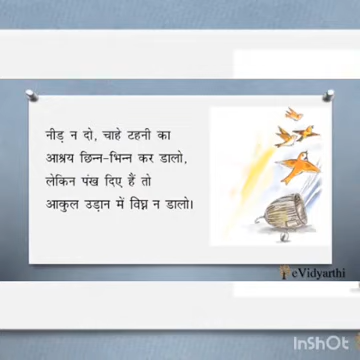 नीड़ न दो, चाहे टहनी का
आश्रय छिन्न-भिन्न कर डालो,
लेकिन पंख दिए हैं तो
आकुल उड़ान में विघ्न न डालो।
eVidyarthi
InShOt